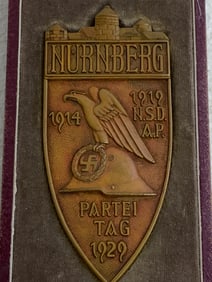 NÜRNBERG
1914
1919
N.S.D.
A.P.
PARTEI
TAG
1929